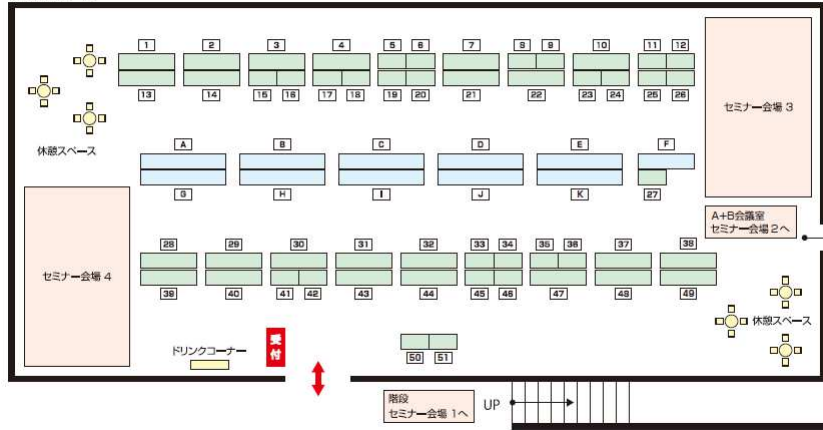 1 2 3 4 5 6 7 8 9 10 11 12
13 14 15 16 17 18 19 20 21 22 23 24 25 26
セミナー会場 3
休憩スペース
A B C D E F
G H I J K 27
A+B会議室
セミナー会場 2へ
28 29 30 31 32 33 34 35 36 37 38
セミナー会場 4
39 40 41 42 43 44 45 46 47 48 49
休憩スペース
ドリンクコーナー
受付
50 51
階段
セミナー会場 1へ
UP